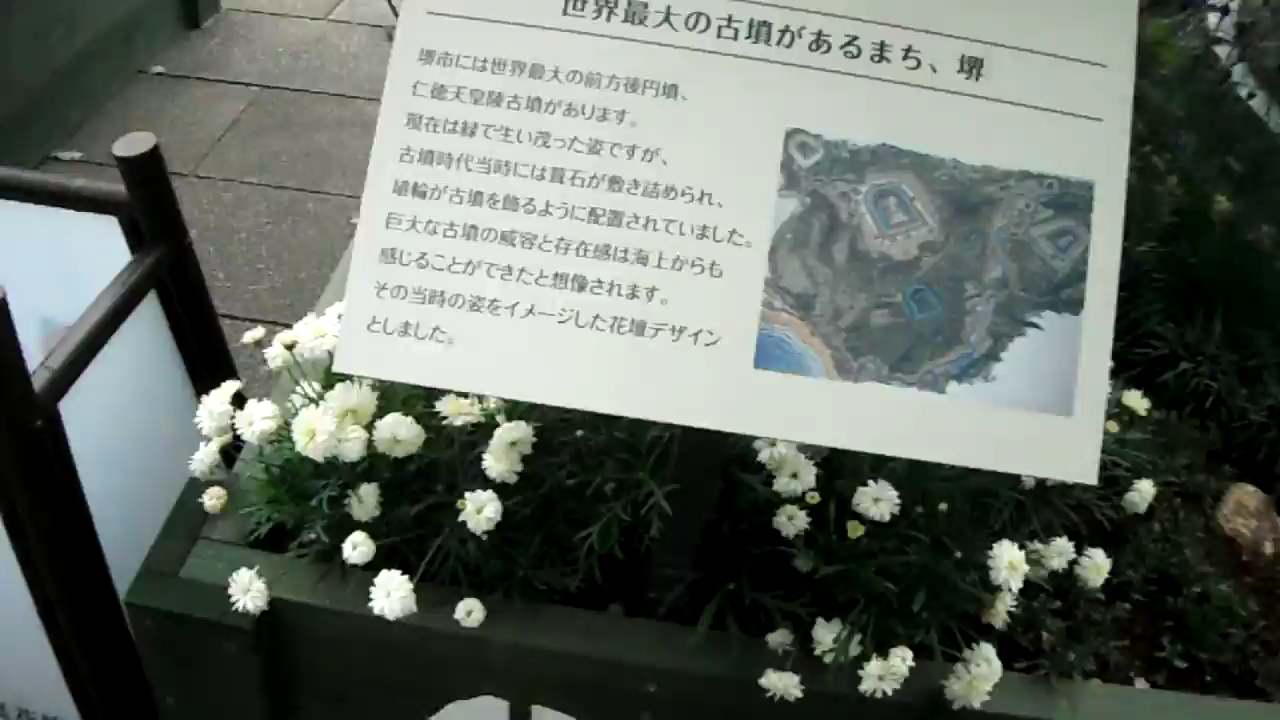 世界最大の古墳があるまち、堺
堺市には世界最大の前方後円墳、
仁徳天皇陵古墳があります。
現在は緑で生い茂った姿ですが、
古墳時代当時には葺石が敷き詰められ、
埴輪が古墳を飾るように配置されていました。
巨大な古墳の威容と存在感は海上からも
感じることができたと想像されます。
その当時の姿をイメージした花壇デザイン
としました。